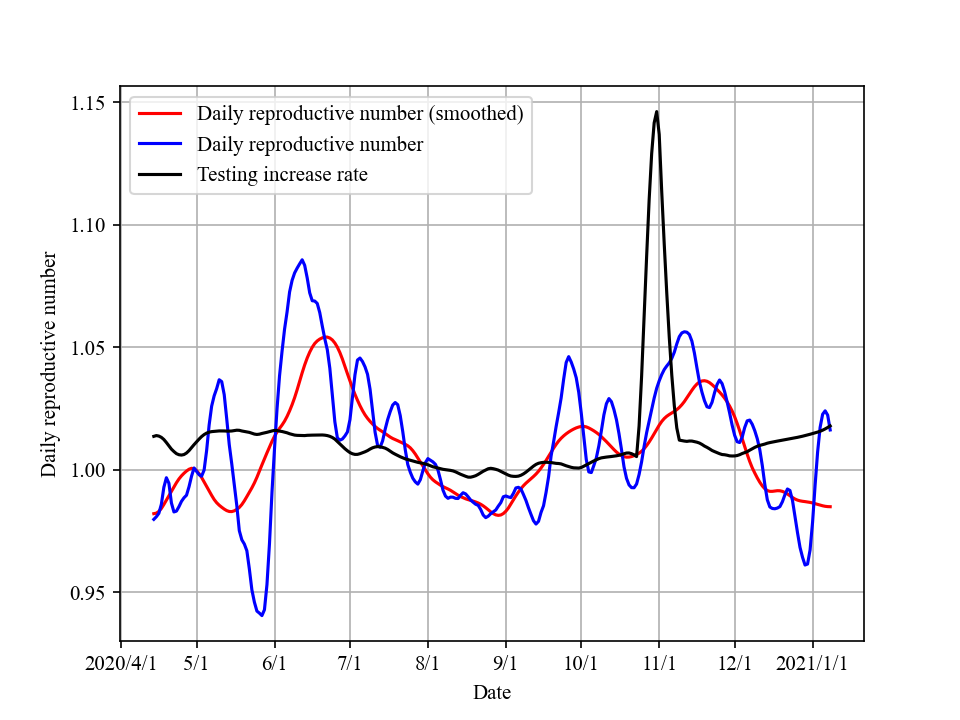 Daily reproductive number (smoothed)
Daily reproductive number
Testing increase rate
Daily reproductive number
1.15
1.10
1.05
1.00
0.95
2020/4/1 5/1 6/1 7/1 8/1 9/1 10/1 11/1 12/1 2021/1/1
Date